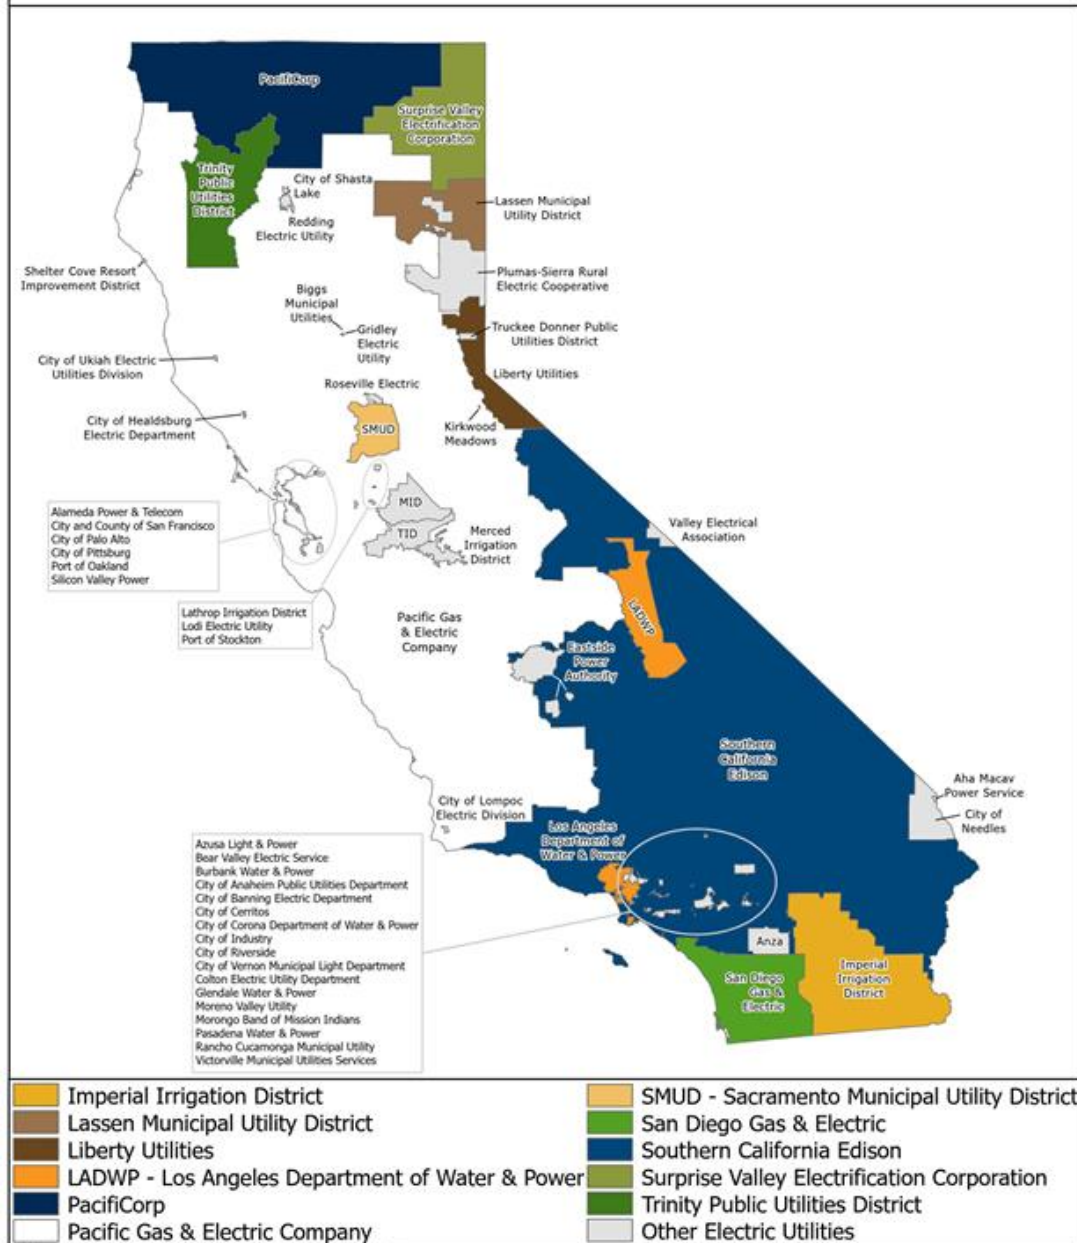 PacifiCorp
Surprise Valley
Electrification
Corporation
Trinity
Public
Utilities
District
City of Shasta
Lake
Redding
Electric Utility
Lassen Municipal
Utility District
Shelter Cove Resort
Improvement District
Plumas-Sierra Rural
Electric Cooperative
Biggs
Municipal
Utilities
Gridley
Electric
Utility
Truckee Donner Public
Utilities District
City of Ukiah Electric
Utilities Division
Liberty Utilities
Roseville Electric
City of Healdsburg
Electric Department
SMUD
Kirkwood
Meadows
Alameda Power & Telecom
City and County of San Francisco
City of Palo Alto
City of Pittsburg
Port of Oakland
Silicon Valley Power
MID
TID
Merced
Irrigation
District
Valley Electrical
Association
Lathrop Irrigation District
Lodi Electric Utility
Port of Stockton
Pacific Gas
& Electric
Company
LADWP
Eastside
Power
Authority
Southern
California
Edison
Aha Macav
Power Service
City of
Needles
City of Lompoc
Electric Division
Los Angeles
Department of
Water & Power
Azusa Light & Power
Bear Valley Electric Service
Burbank Water & Power
City of Anaheim Public Utilities Department
City of Banning Electric Department
City of Cerritos
City of Corona Department of Water & Power
City of Industry
City of Riverside
City of Vernon Municipal Light Department
Colton Electric Utility Department
Glendale Water & Power
Moreno Valley Utility
Morongo Band of Mission Indians
Pasadena Water & Power
Rancho Cucamonga Municipal Utility
Victorville Municipal Utilities Services
Anza
San Diego
Gas &
Electric
Imperial
Irrigation
District
Imperial Irrigation District
Lassen Municipal Utility District
Liberty Utilities
LADWP - Los Angeles Department of Water & Power
PacifiCorp
Pacific Gas & Electric Company
SMUD - Sacramento Municipal Utility District
San Diego Gas & Electric
Southern California Edison
Surprise Valley Electrification Corporation
Trinity Public Utilities District
Other Electric Utilities